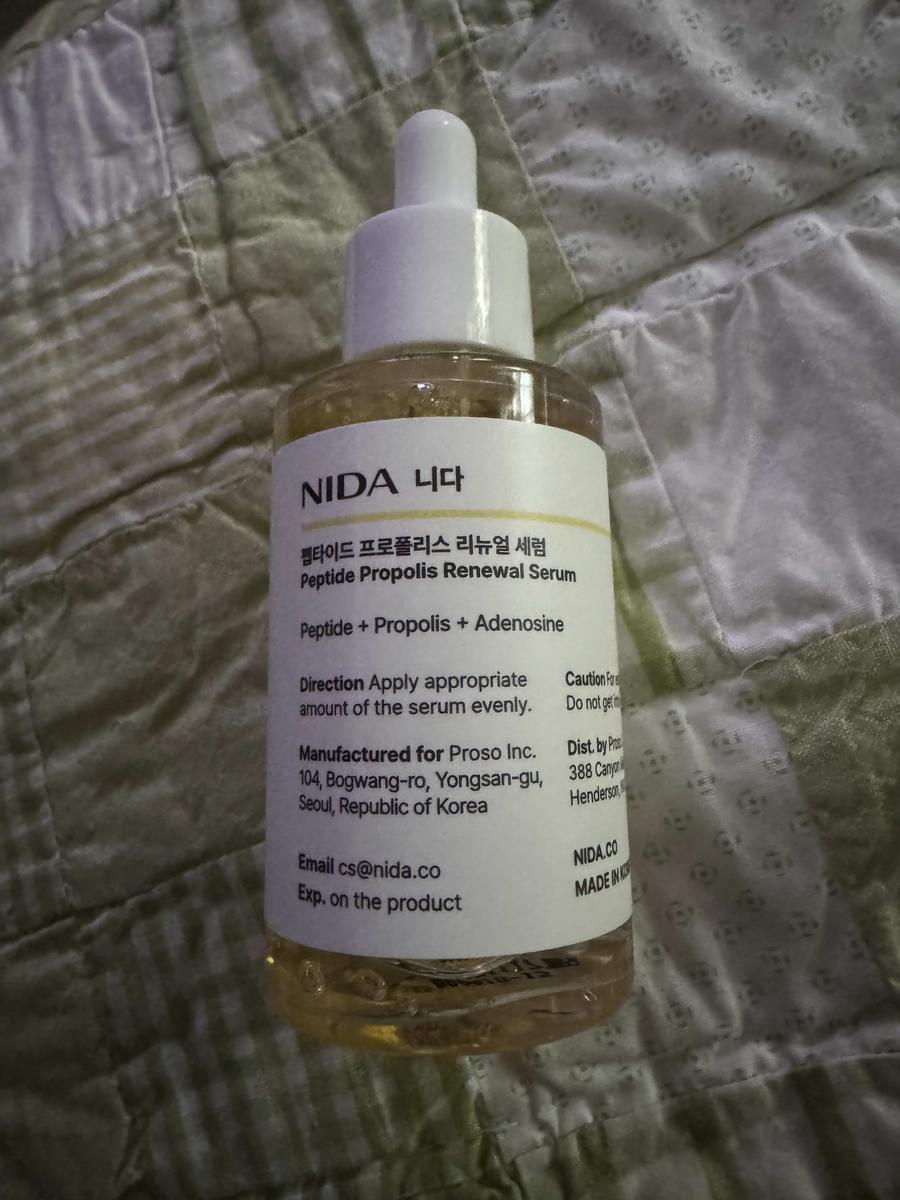 NIDA 니다
펩타이드 프로폴리스 리뉴얼 세럼
Peptide Propolis Renewal Serum
Peptide + Propolis + Adenosine
Direction Apply appropriate
amount of the serum evenly.
Manufactured for Proso Inc.
104, Bogwang-ro, Yongsan-gu,
Seoul, Republic of Korea
Email cs@nida.co
Exp. on the product
Caution For
Do not get
Dist. by Proso
388 Canyon
Henderson,
NIDA.CO
MADE IN